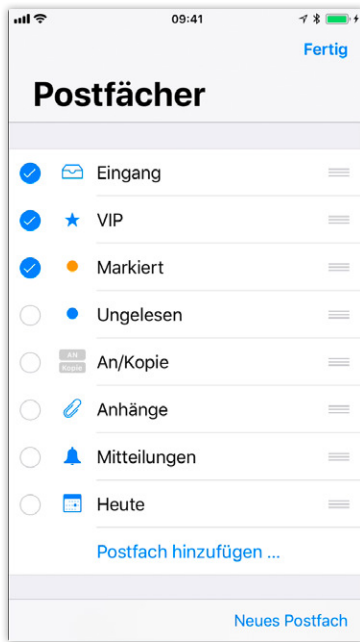 09:41
Fertig
Postfächer
Eingang
VIP
Markiert
Ungelesen
AN
Kopie
An/Kopie
Anhänge
Mitteilungen
Heute
Postfach hinzufügen ...
Neues Postfach